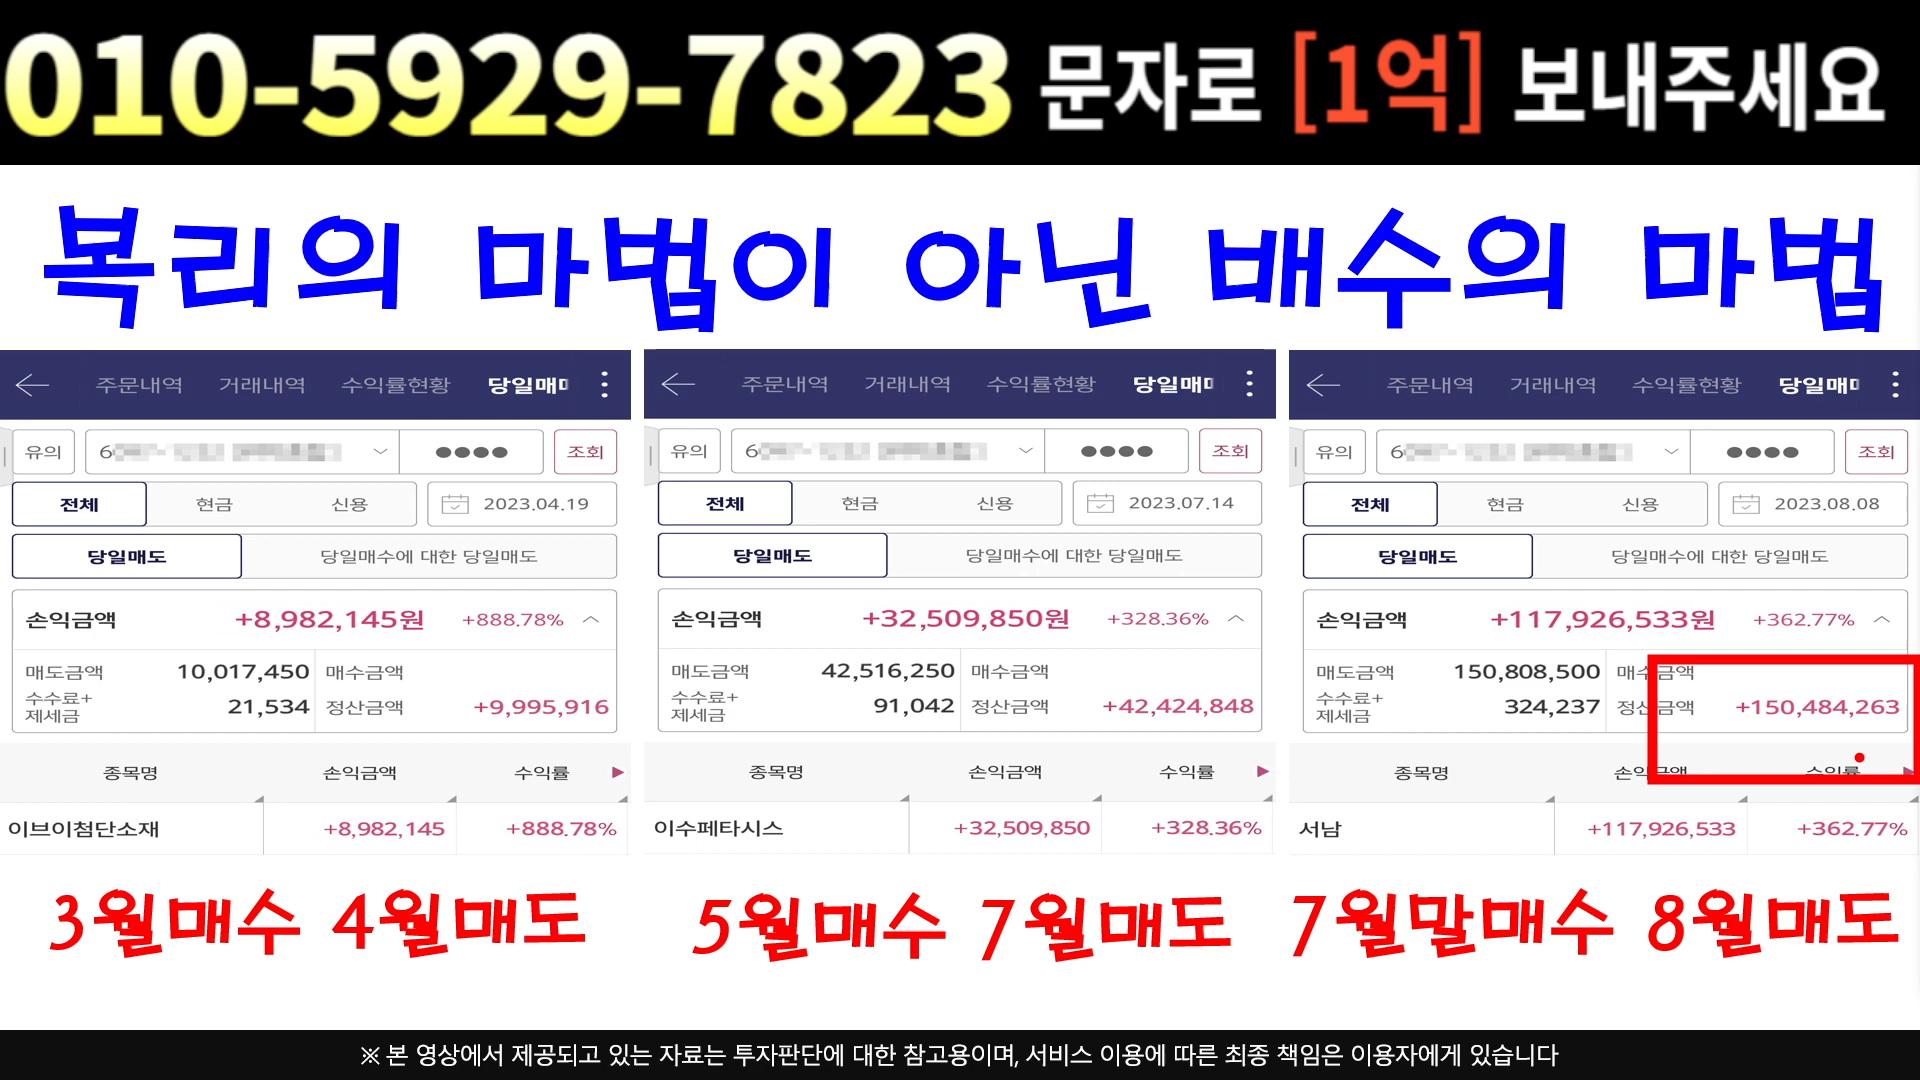 010-5929-7823 문자로 [1억] 보내주세요
복리의 마법이 아닌 배수의 마법
주문내역 거래내역 수익률현황 당일매
유의 6 ●●●● 조회
전체 현금 신용 2023.04.19
당일매도 당일매수에 대한 당일매도
손익금액 +8,982,145원 +888.78%
매도금액 10,017,450 매수금액
수수료+
제세금 21,534 정산금액 +9,995,916
종목명 손익금액 수익률
이브이첨단소재 +8,982,145 +888.78%
3월매수 4월매도
주문내역 거래내역 수익률현황 당일매
유의 6 ●●●● 조회
전체 현금 신용 2023.07.14
당일매도 당일매수에 대한 당일매도
손익금액 +32,509,850원 +328.36%
매도금액 42,516,250 매수금액
수수료+
제세금 91,042 정산금액 +42,424,848
종목명 손익금액 수익률
이수페타시스 +32,509,850 +328.36%
5월매수 7월매도
주문내역 거래내역 수익률현황 당일매
유의 6 ●●●● 조회
전체 현금 신용 2023.08.08
당일매도 당일매수에 대한 당일매도
손익금액 +117,926,533원 +362.77%
매도금액 150,808,500 매수금액
수수료+
제세금 324,237 정산금액 +150,484,263
종목명 손익금액 수익률
서남 +117,926,533 +362.77%
7월말매수 8월매도
※ 본 영상에서 제공되고 있는 자료는 투자판단에 대한 참고용이며, 서비스 이용에 따른 최종 책임은 이용자에게 있습니다